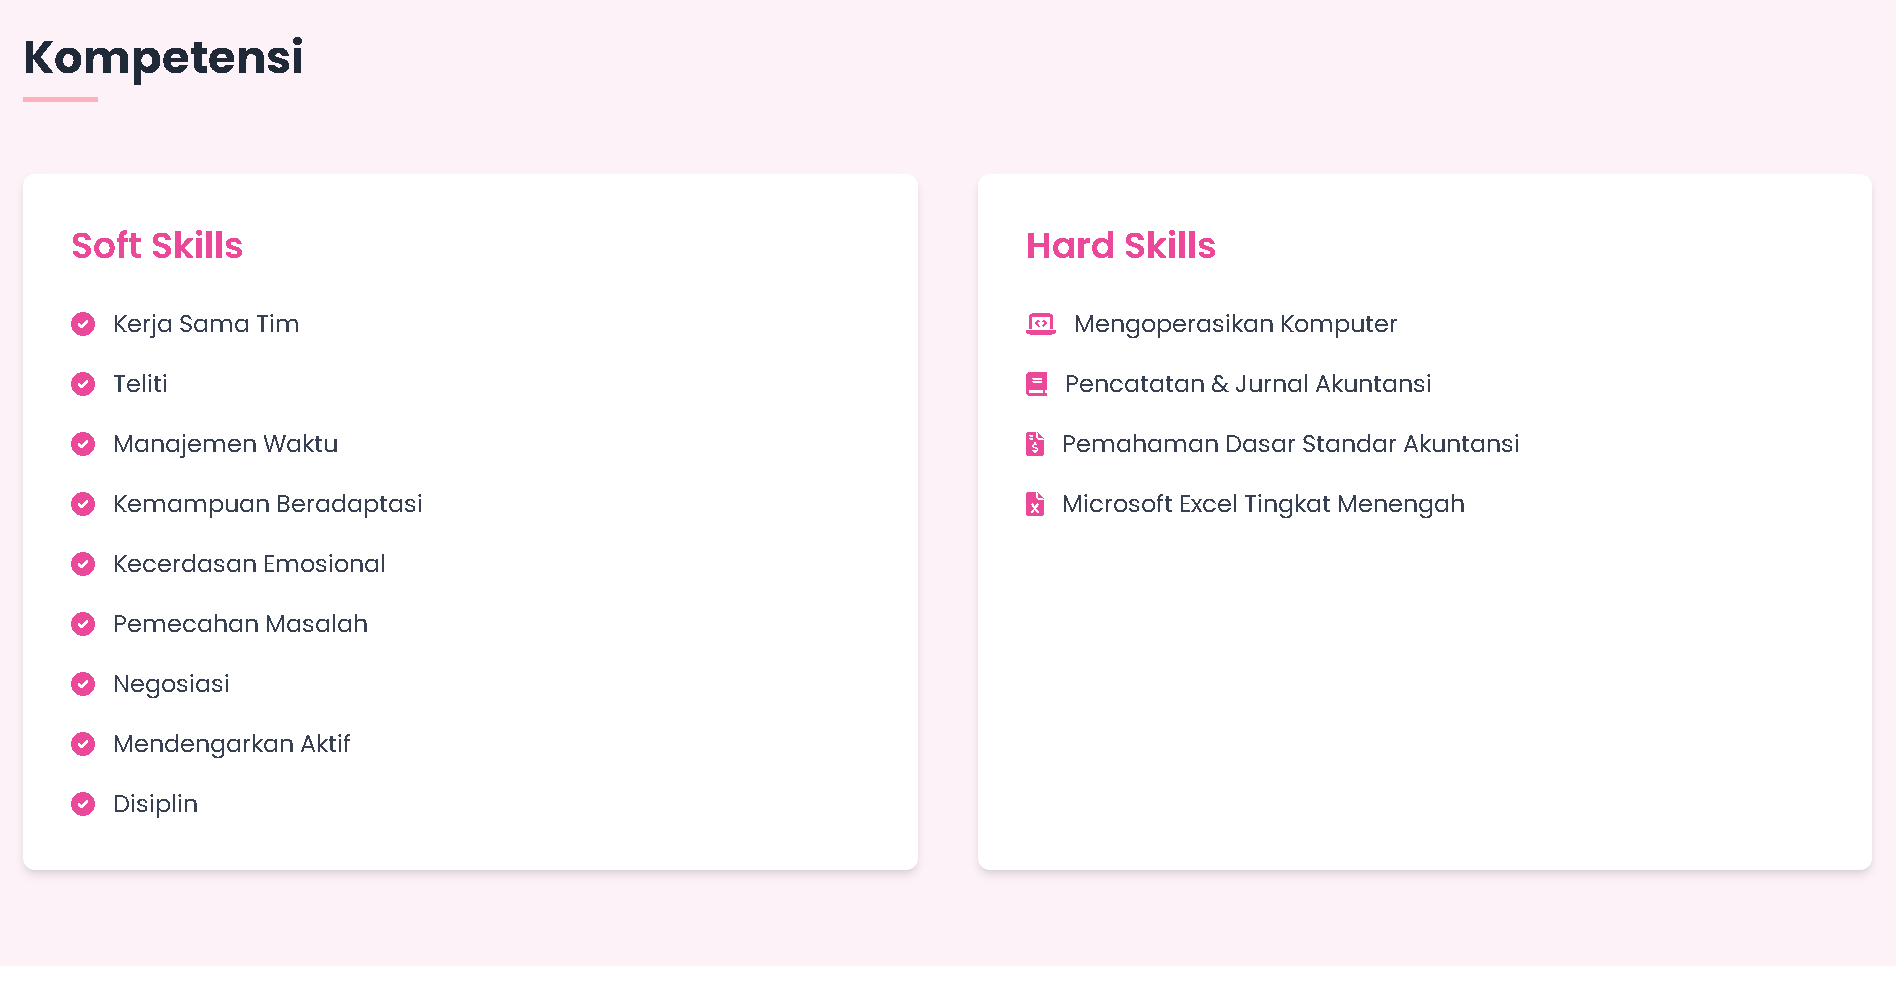 Kompetensi
Soft Skills
Kerja Sama Tim
Teliti
Manajemen Waktu
Kemampuan Beradaptasi
Kecerdasan Emosional
Pemecahan Masalah
Negosiasi
Mendengarkan Aktif
Disiplin
Hard Skills
Mengoperasikan Komputer
Pencatatan & Jurnal Akuntansi
Pemahaman Dasar Standar Akuntansi
Microsoft Excel Tingkat Menengah